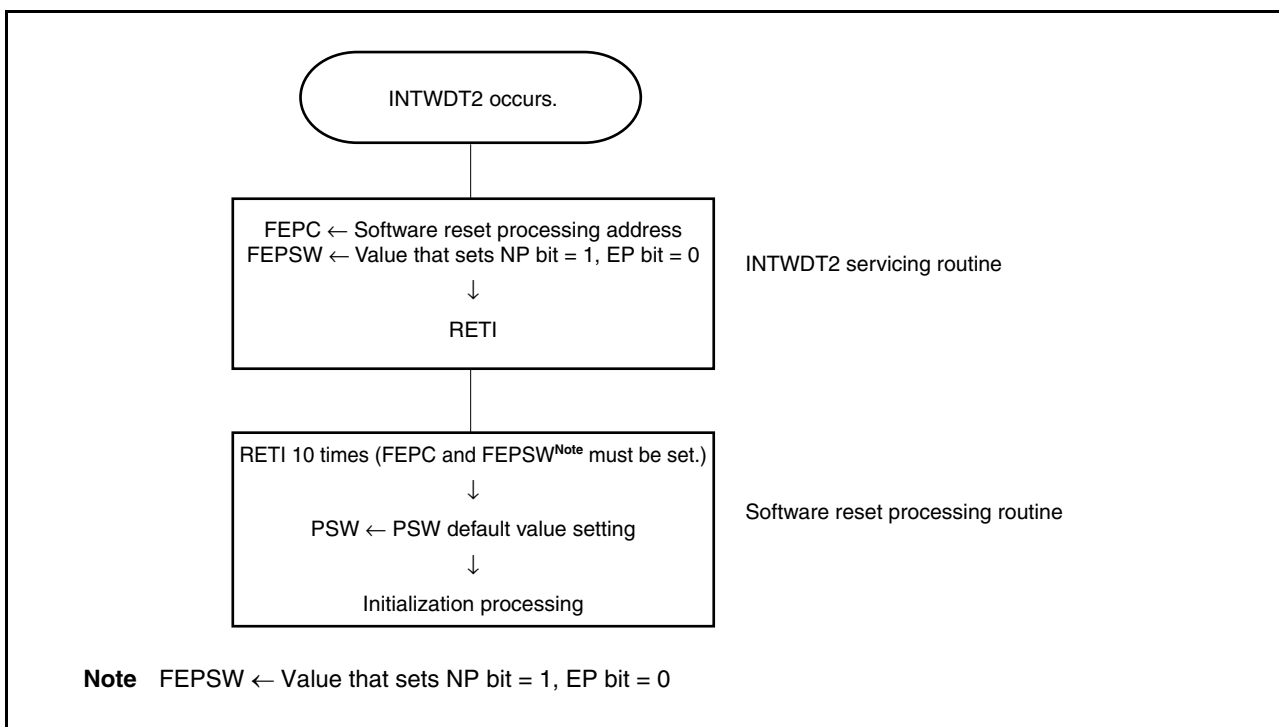 INTWDT2 occurs.
FEPC ← Software reset processing address
FEPSW ← Value that sets NP bit = 1, EP bit = 0
↓
RETI
INTWDT2 servicing routine
RETI 10 times (FEPC and FEPSWNote must be set.)
↓
PSW ← PSW default value setting
↓
Initialization processing
Software reset processing routine
Note FEPSW ← Value that sets NP bit = 1, EP bit = 0